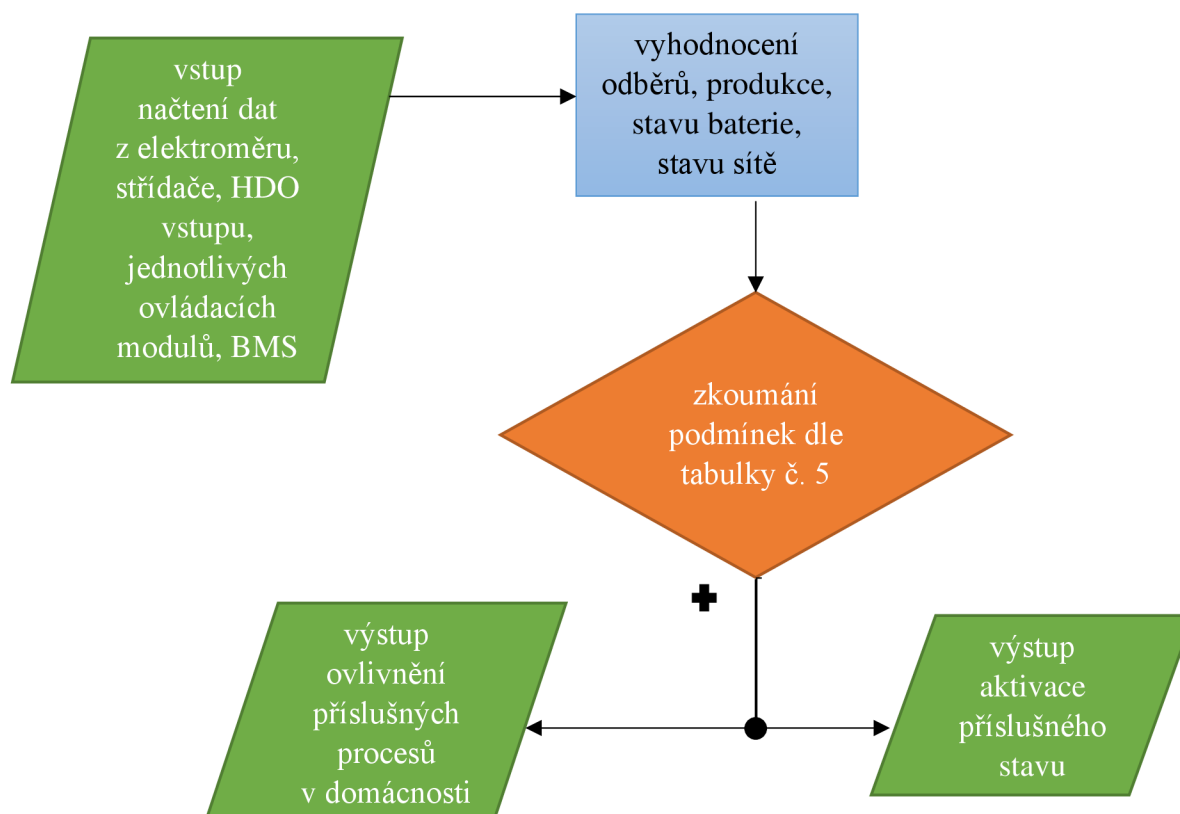 vstup
načtení dat
z elektroměru,
střídače, HDO
vstupu,
jednotlivých
ovládacích
modulů, BMS
vyhodnocení
odběrů, produkce,
stavu baterie,
stavu sítě
zkoumání
podmínek dle
tabulky č. 5
výstup
ovlivnění
příslušných
procesů
v domácnosti
výstup
aktivace
příslušného
stavu